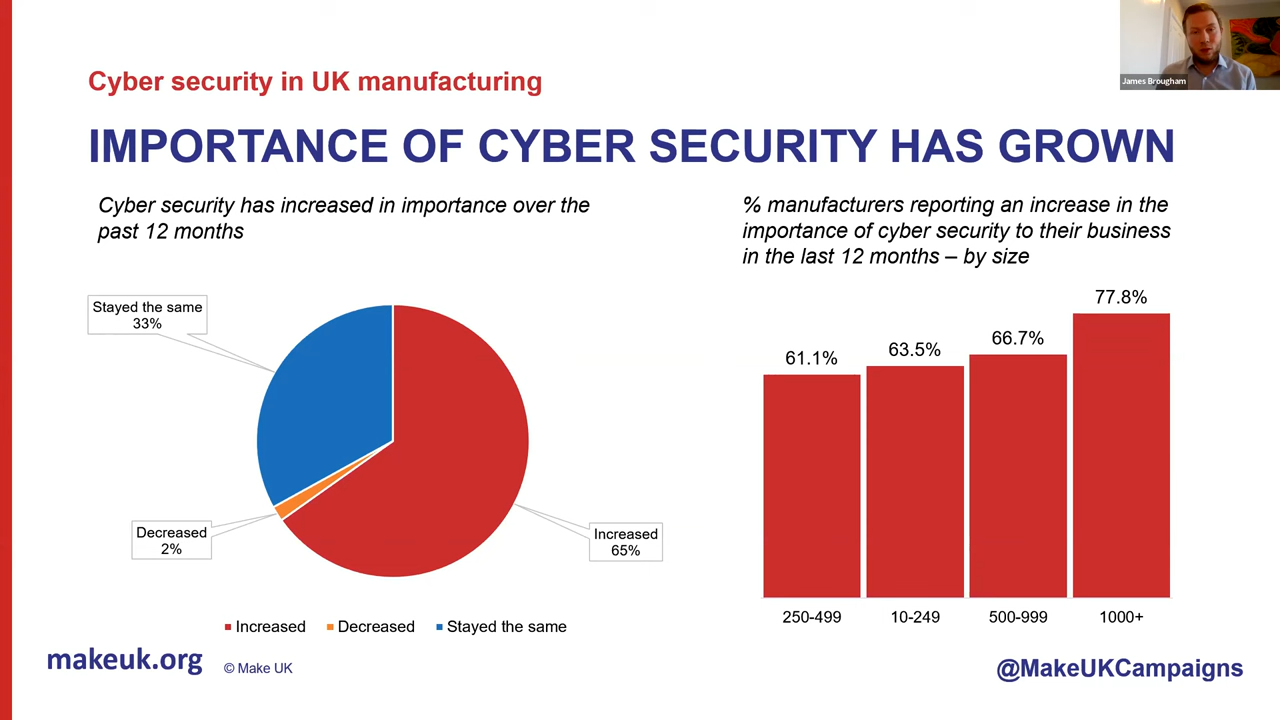 James Brougham
Cyber security in UK manufacturing
IMPORTANCE OF CYBER SECURITY HAS GROWN
Cyber security has increased in importance over the
past 12 months
Stayed the same
33%
Decreased
2%
Increased
65%
Increased
Decreased
Stayed the same
% manufacturers reporting an increase in the
importance of cyber security to their business
in the last 12 months – by size
61.1%
63.5%
66.7%
77.8%
250-499
10-249
500-999
1000+
makeuk.org
© Make UK
@MakeUKCampaigns